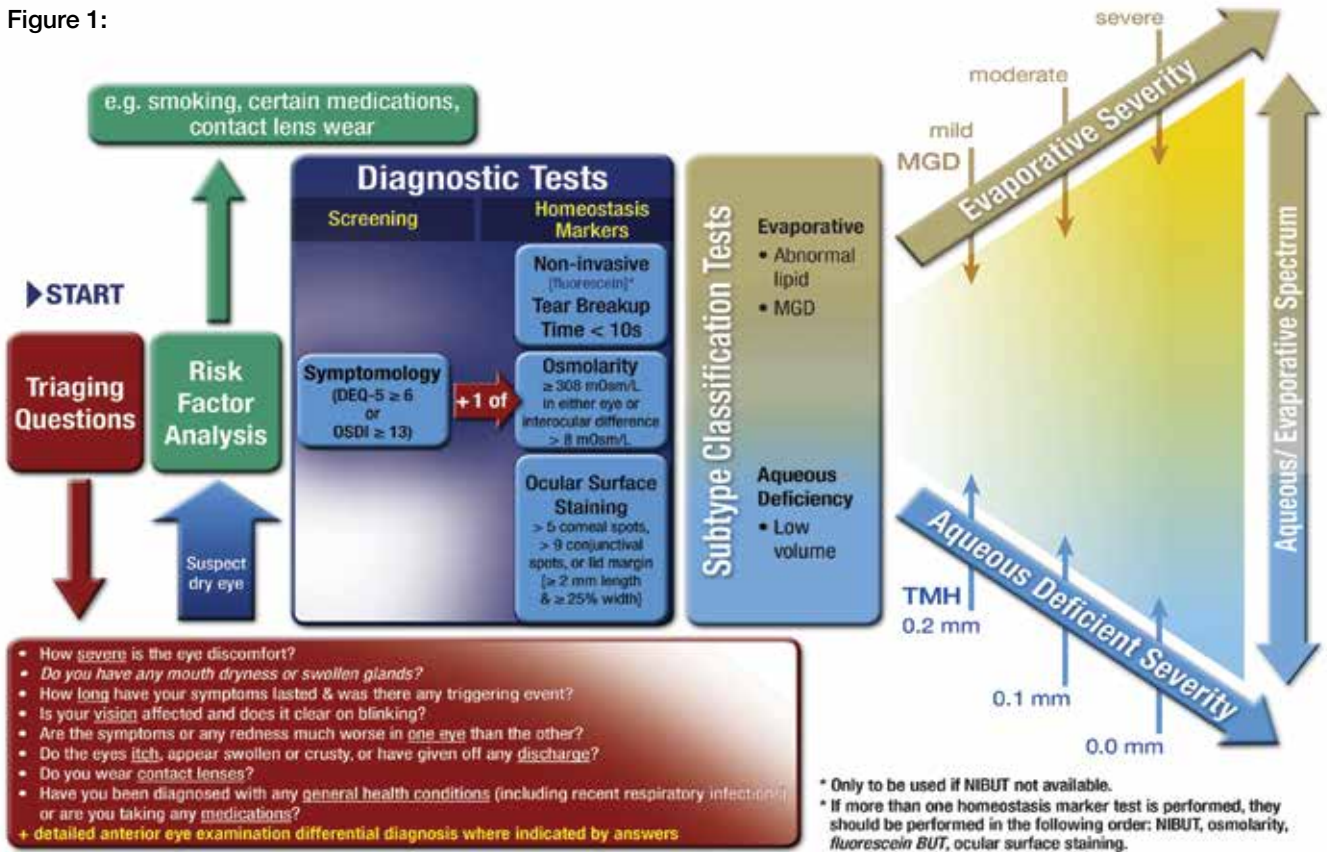 Figure 1:
e.g. smoking, certain medications,
contact lens wear
START
Triaging
Questions
Risk
Factor
Analysis
Suspect
dry eye
Diagnostic Tests
Screening
Homeostasis
Markers
Symptomology
(DEQ-5 ≥ 6
or
OSDI ≥ 13)
+1 of
Non-invasive
[fluorescein]*
Tear Breakup
Time < 10s
Osmolarity
≥ 308 mOsm/L
in either eye or
interocular difference
> 8 mOsm/L
Ocular Surface
Staining
> 5 corneal spots,
> 9 conjunctival
spots, or lid margin
[≥ 2 mm length
& ≥ 25% width]
Subtype Classification Tests
Evaporative
• Abnormal
lipid
• MGD
Aqueous
Deficiency
• Low
volume
severe
moderate
mild
MGD
Evaporative Severity
Aqueous/ Evaporative Spectrum
Aqueous Deficient Severity
TMH
0.2 mm
0.1 mm
0.0 mm
• How severe is the eye discomfort?
• Do you have any mouth dryness or swollen glands?
• How long have your symptoms lasted & was there any triggering event?
• Is your vision affected and does it clear on blinking?
• Are the symptoms or any redness much worse in one eye than the other?
• Do the eyes itch, appear swollen or crusty, or have given off any discharge?
• Do you wear contact lenses?
• Have you been diagnosed with any general health conditions (including recent respiratory infections)
or are you taking any medications?
+ detailed anterior eye examination differential diagnosis where indicated by answers
* Only to be used if NIBUT not available.
* If more than one homeostasis marker test is performed, they
should be performed in the following order: NIBUT, osmolarity,
fluorescein BUT, ocular surface staining.